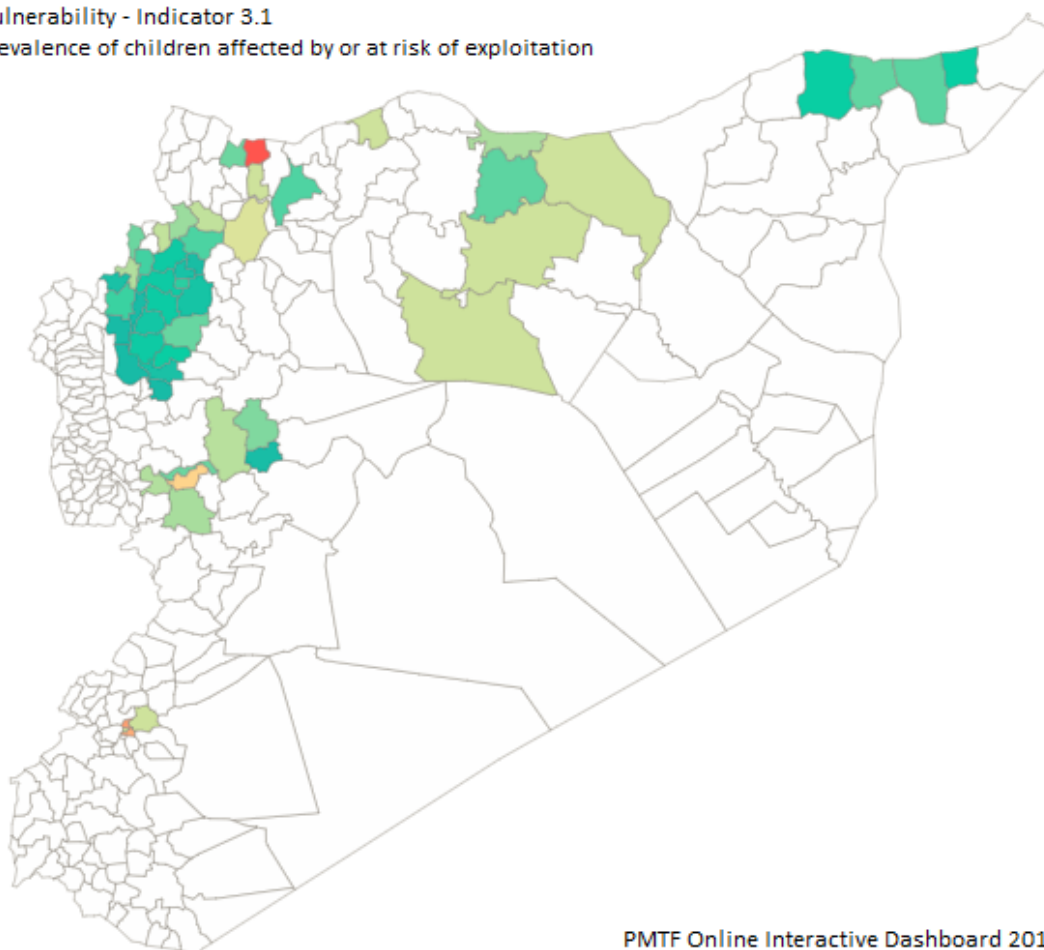 ulnerability - Indicator 3.1
evalence of children affected by or at risk of exploitation
PMTF Online Interactive Dashboard 201